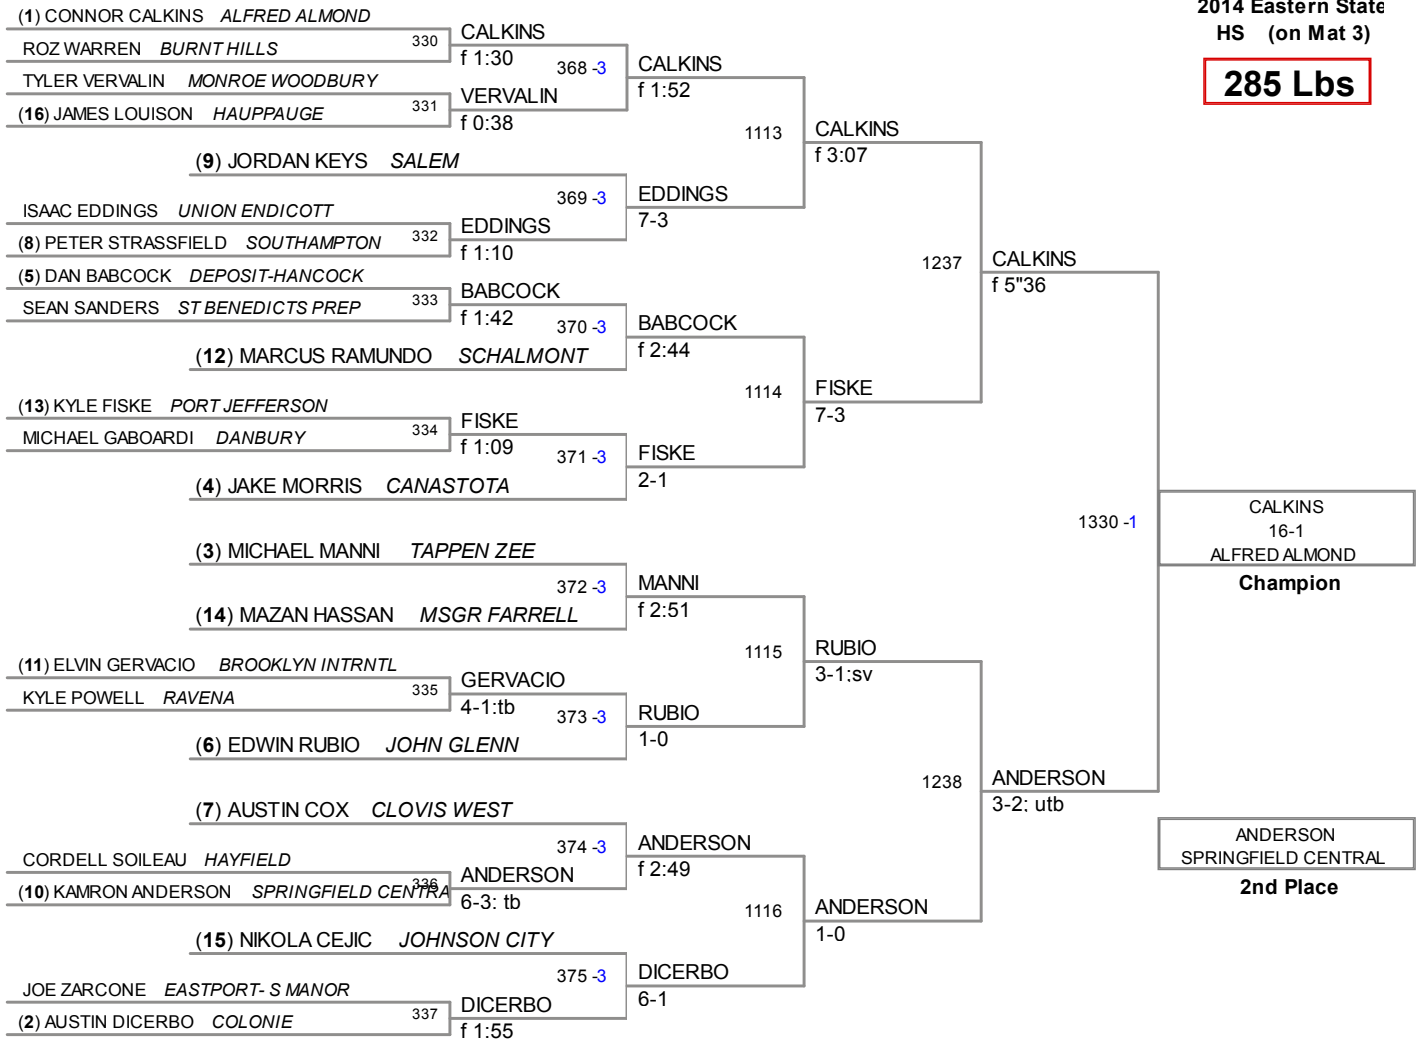 2014 Eastern State
HS (on Mat 3)
285 Lbs
(1) CONNOR CALKINS ALFRED ALMOND
ROZ WARREN BURNT HILLS
330
CALKINS
f 1:30
TYLER VERVALIN MONROE WOODBURY
(16) JAMES LOUISON HAUPPAUGE
331
VERVALIN
f 0:38
368 -3
CALKINS
f 1:52
(9) JORDAN KEYS SALEM
ISAAC EDDINGS UNION ENDICOTT
(8) PETER STRASSFIELD SOUTHAMPTON
332
EDDINGS
f 1:10
369 -3
EDDINGS
7-3
1113
CALKINS
f 3:07
(5) DAN BABCOCK DEPOSIT-HANCOCK
SEAN SANDERS ST BENEDICTS PREP
333
BABCOCK
f 1:42
(12) MARCUS RAMUNDO SCHALMONT
370 -3
BABCOCK
f 2:44
(13) KYLE FISKE PORT JEFFERSON
MICHAEL GABOARDI DANBURY
334
FISKE
f 1:09
(4) JAKE MORRIS CANASTOTA
371 -3
FISKE
2-1
1114
FISKE
7-3
1237
CALKINS
f 5"36
(3) MICHAEL MANNI TAPPEN ZEE
(14) MAZAN HASSAN MSGR FARRELL
372 -3
MANNI
f 2:51
(11) ELVIN GERVACIO BROOKLYN INTRNTL
KYLE POWELL RAVENA
335
GERVACIO
4-1:tb
(6) EDWIN RUBIO JOHN GLENN
373 -3
RUBIO
1-0
1115
RUBIO
3-1:sv
(7) AUSTIN COX CLOVIS WEST
CORDELL SOILEAU HAYFIELD
(10) KAMRON ANDERSON SPRINGFIELD CENTRA
336
ANDERSON
6-3: tb
374 -3
ANDERSON
f 2:49
(15) NIKOLA CEJIC JOHNSON CITY
JOE ZARCONE EASTPORT- S MANOR
(2) AUSTIN DICERBO COLONIE
337
DICERBO
f 1:55
375 -3
DICERBO
6-1
1116
ANDERSON
1-0
1238
ANDERSON
3-2: utb
1330 -1
CALKINS
16-1
ALFRED ALMOND
Champion
ANDERSON
SPRINGFIELD CENTRAL
2nd Place